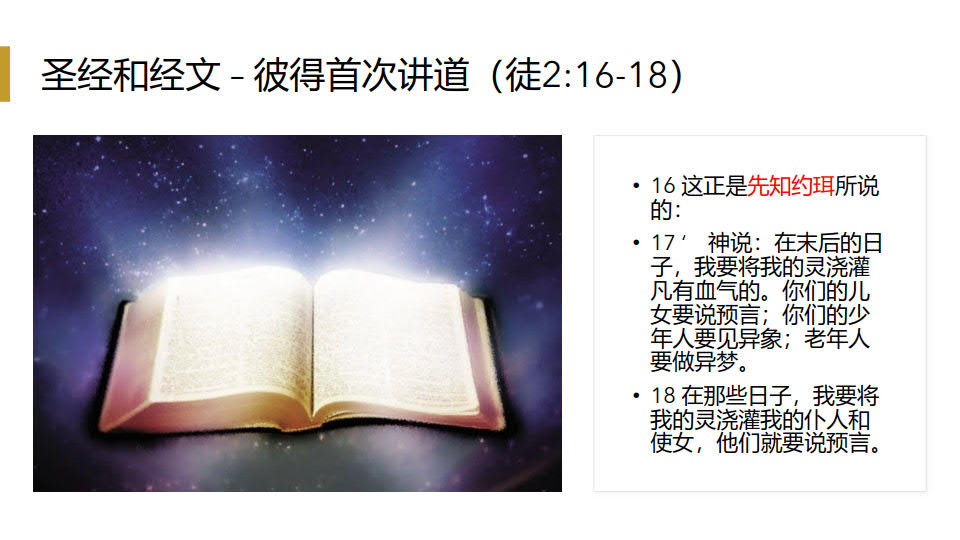 圣经和经文 – 彼得首次讲道（徒2:16-18）
• 16 这正是先知约珥所说
的：
• 17 ‘ 神说：在末后的日
子，我要将我的灵浇灌
凡有血气的。你们的儿
女要说预言；你们的少
年人要见异象；老年人
要做异梦。
• 18 在那些日子，我要将
我的灵浇灌我的仆人和
使女，他们就要说预言。